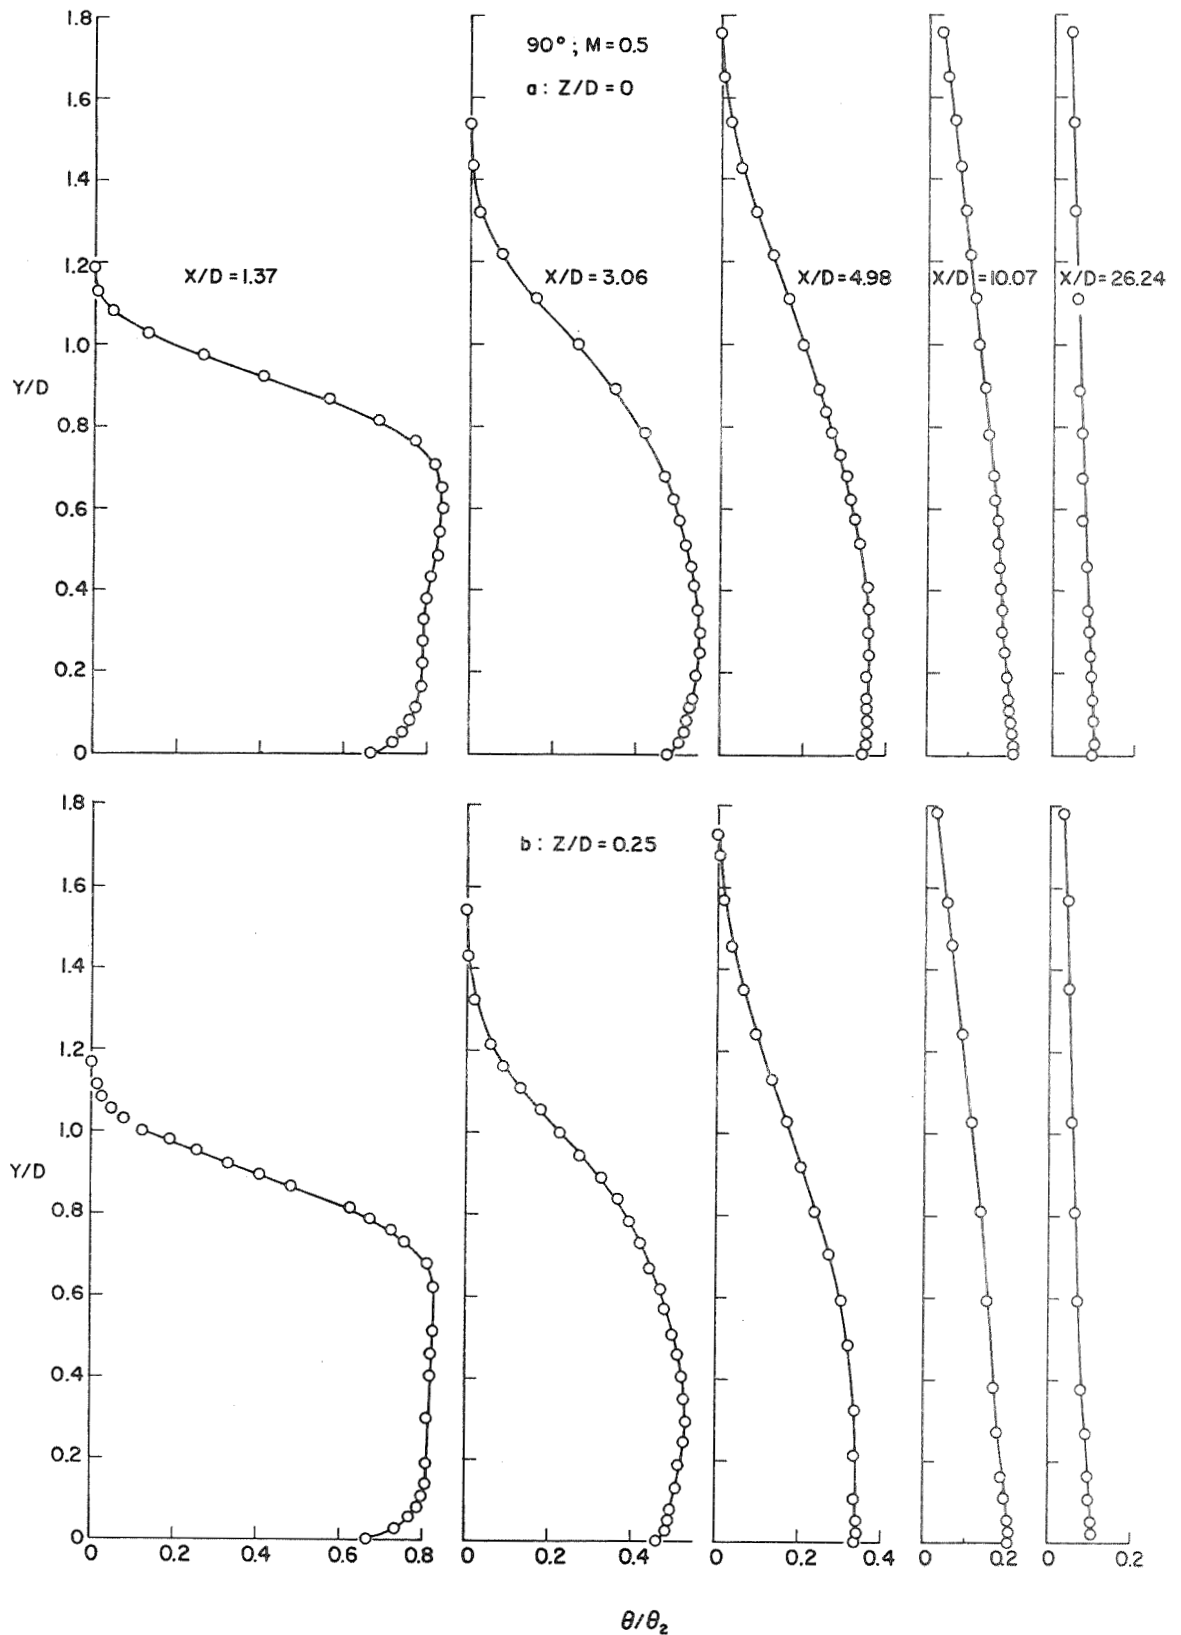 1.8
90°; M = 0.5
a: Z/D = 0
1.6
1.4
1.2
X/D = 1.37
X/D = 3.06
X/D = 4.98
X/D = 10.07
X/D = 26.24
1.0
Y/D
0.8
0.6
0.4
0.2
0
1.8
b: Z/D = 0.25
1.6
1.4
1.2
1.0
Y/D
0.8
0.6
0.4
0.2
0
0 0.2 0.4 0.6 0.8
0 0.2 0.4
0 0.2 0.4
0 0.2
0 0.2
θ/θ₂